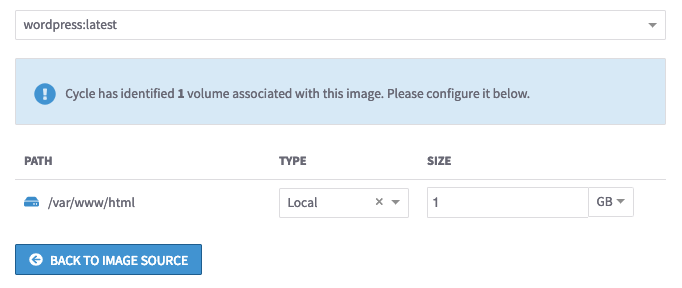 wordpress:latest
Cycle has identified 1 volume associated with this image. Please configure it below.
PATH TYPE SIZE
/var/www/html Local × 1 GB
BACK TO IMAGE SOURCE